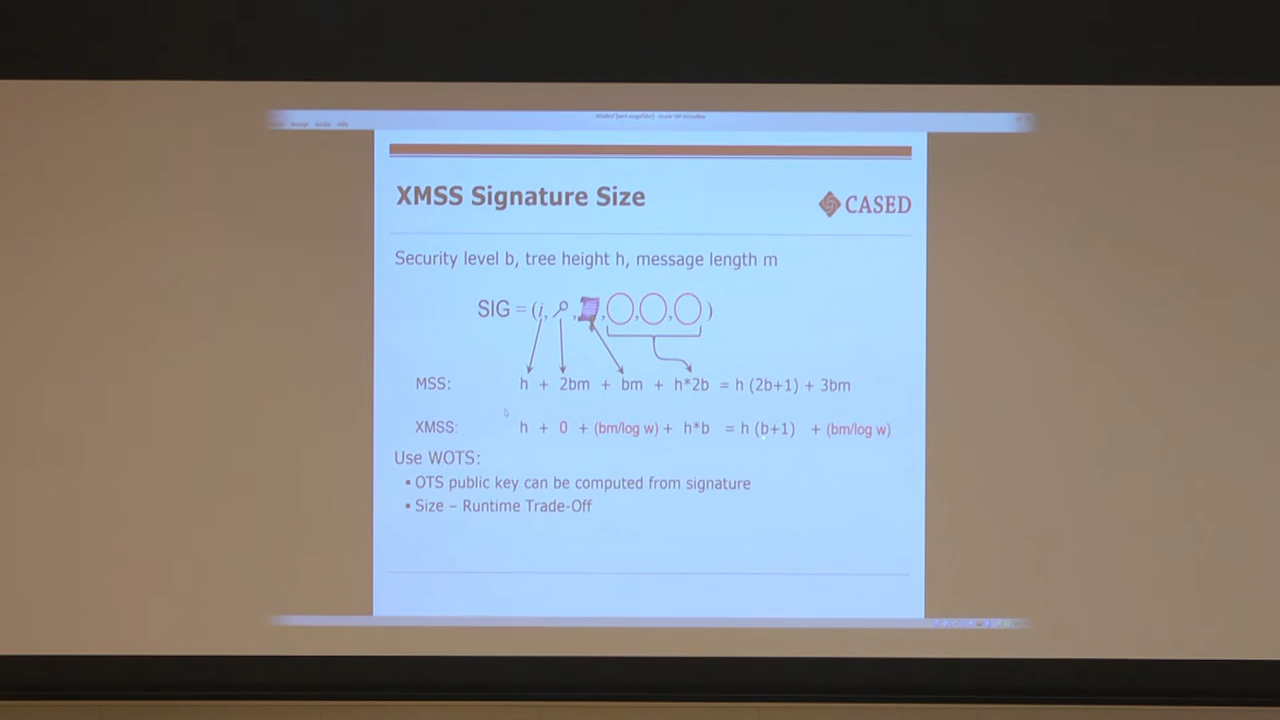 XMSS Signature Size
CASED
Security level b, tree height h, message length m
SIG = (i, , , , , )
MSS: h + 2bm + bm + h*2b = h (2b+1) + 3bm
XMSS: h + 0 + (bm/log w) + h*b = h (b+1) + (bm/log w)
Use WOTS:
▪ OTS public key can be computed from signature
▪ Size – Runtime Trade-Off